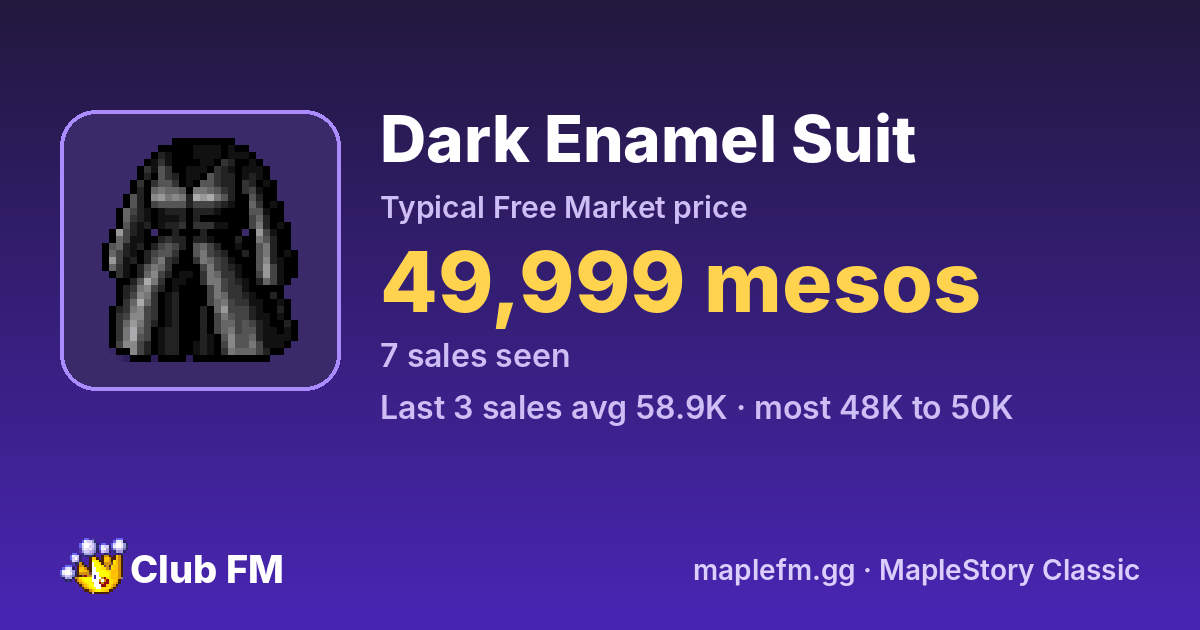 Dark Enamel Suit
Typical Free Market price
49,999 mesos
7 sales seen
Last 3 sales avg 58.9K · most 48K to 50K
Club FM
maplefm.gg · MapleStory Classic